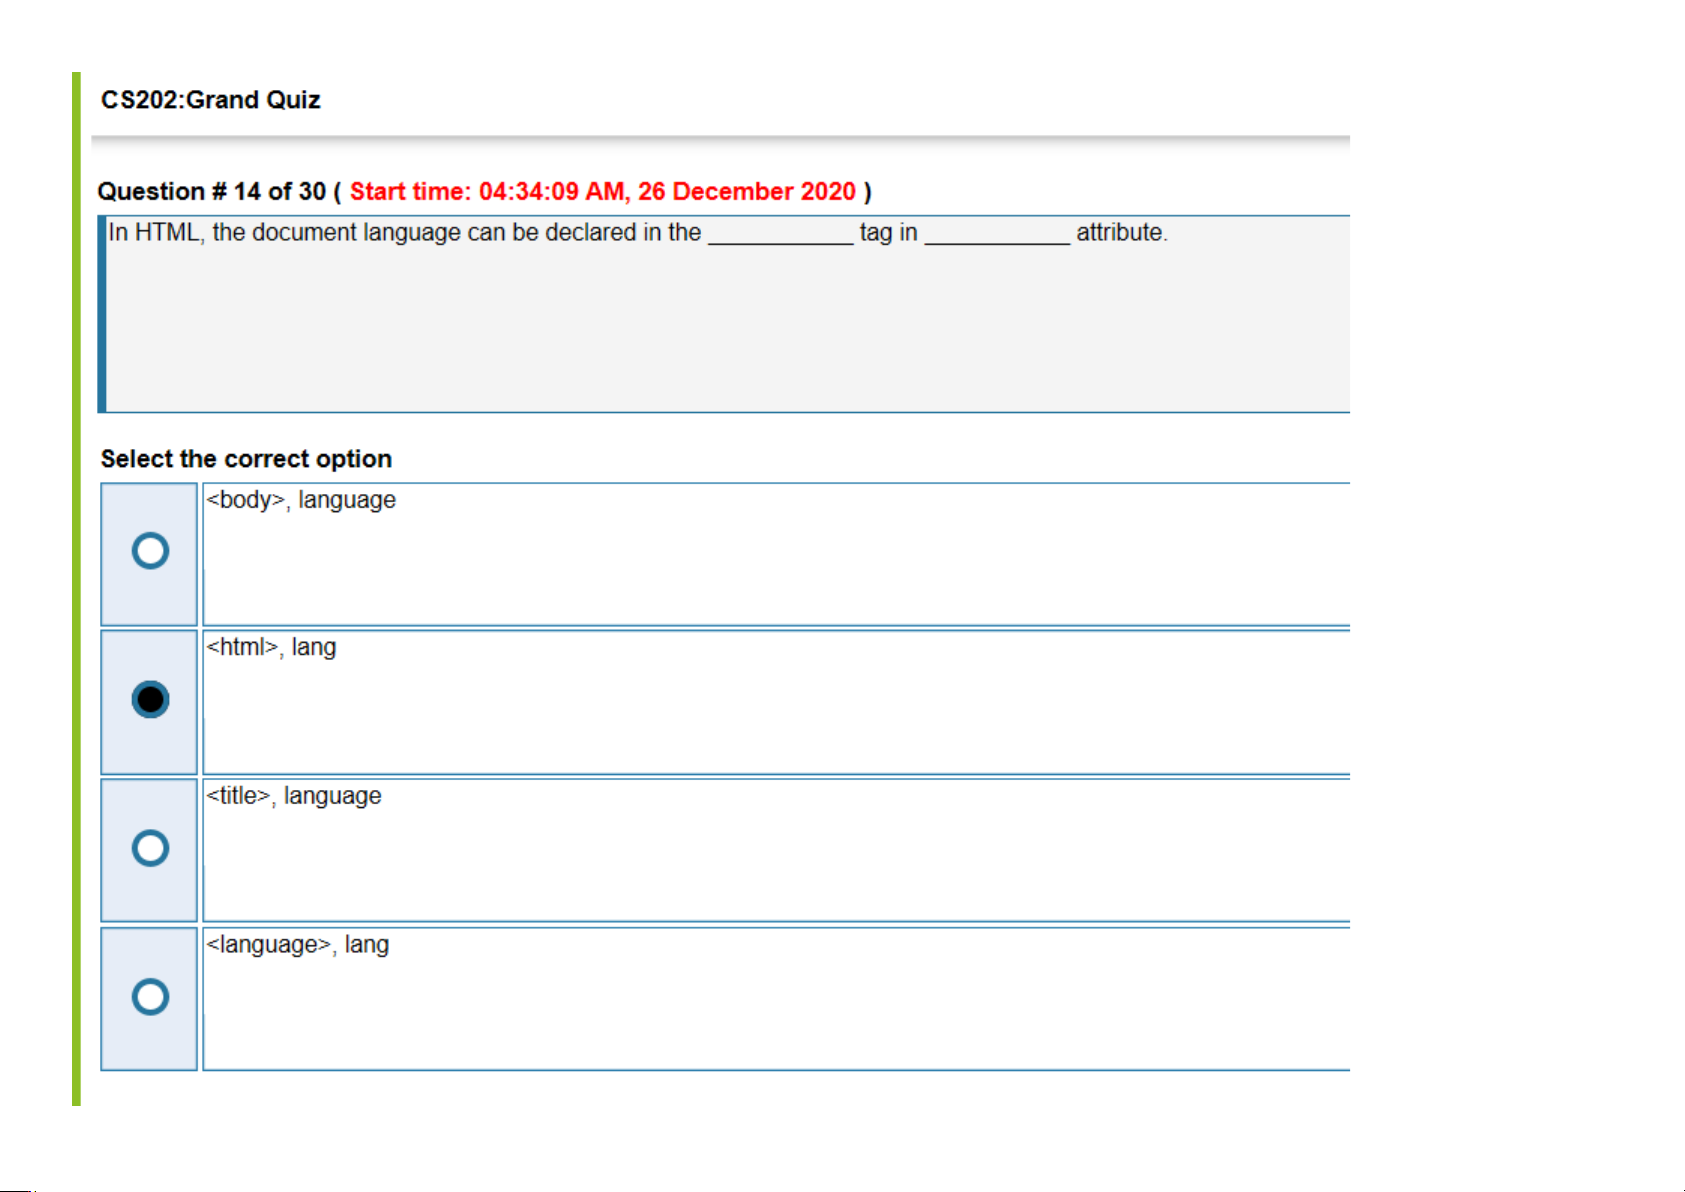 CS202:Grand Quiz
Question # 14 of 30 ( Start time: 04:34:09 AM, 26 December 2020 )
In HTML, the document language can be declared in the ___________ tag in ___________ attribute.
Select the correct option
<body>, language
<html>, lang
<title>, language
<language>, lang